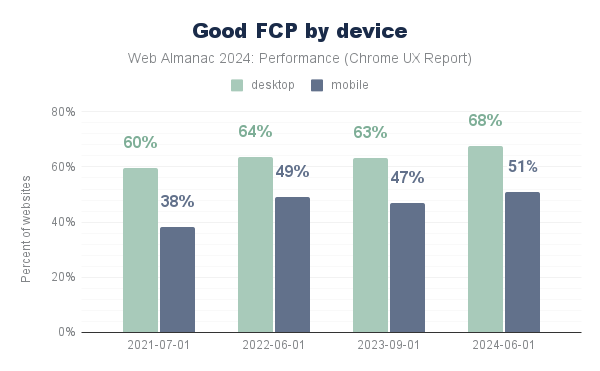 Good FCP by device
Web Almanac 2024: Performance (Chrome UX Report)
desktop mobile
Percent of websites
80%
60%
40%
20%
0%
60% 38%
64% 49%
63% 47%
68% 51%
2021-07-01 2022-06-01 2023-09-01 2024-06-01